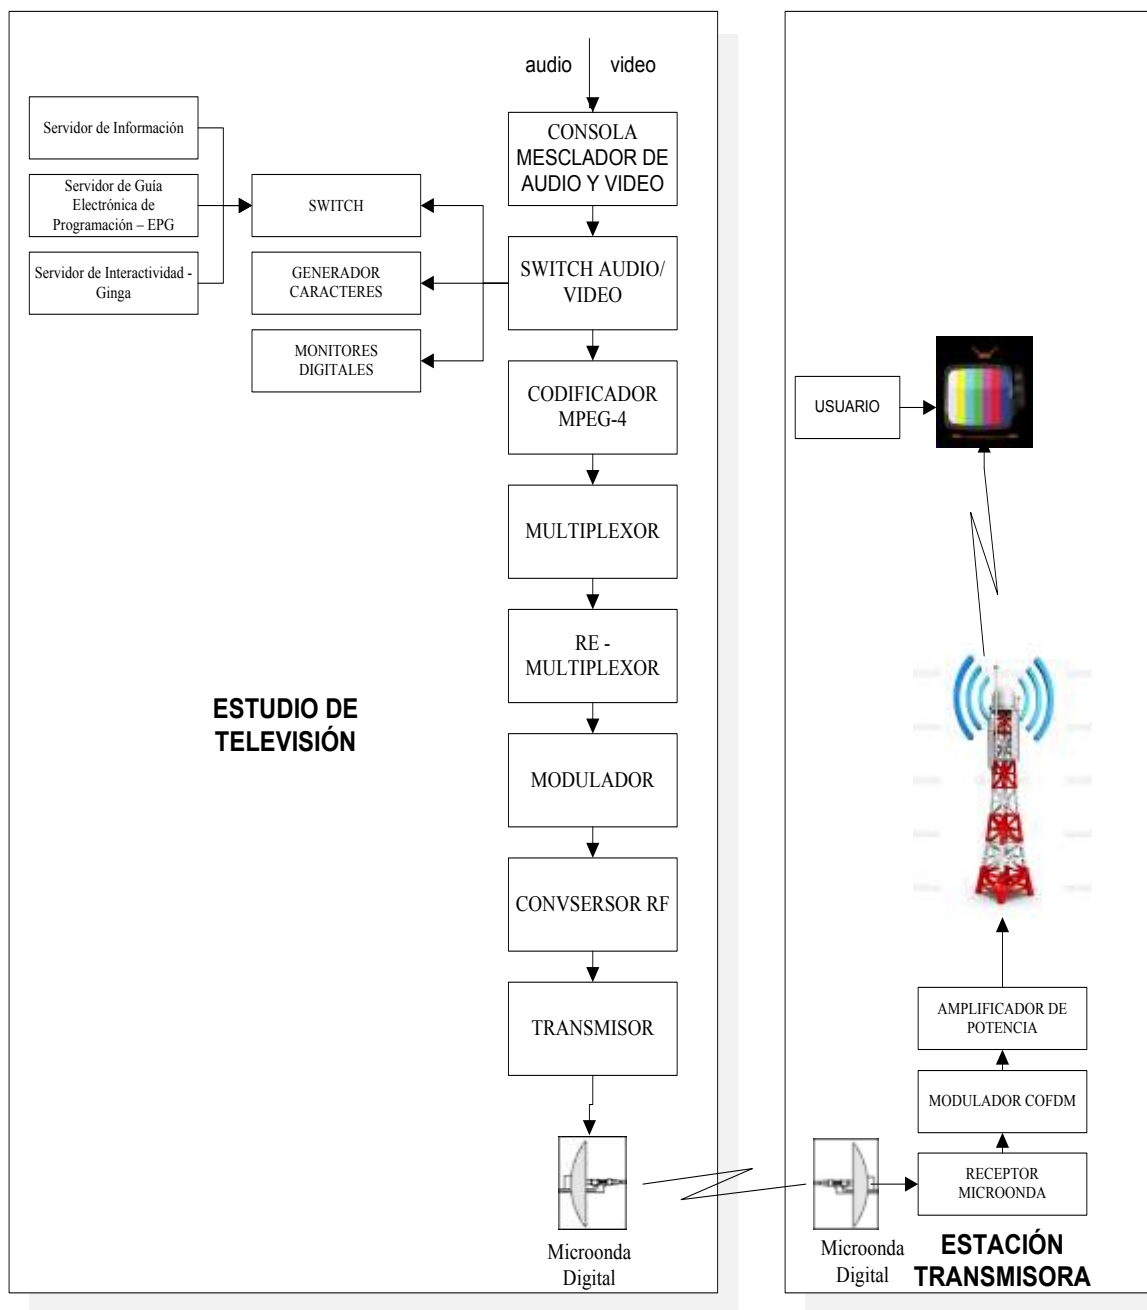 audio
video
CONSOLA
MESCLADOR DE
AUDIO Y VIDEO
Servidor de Información
Servidor de Guía
Electrónica de
Programación – EPG
Servidor de Interactividad -
Ginga
SWITCH
GENERADOR
CARACTERES
MONITORES
DIGITALES
SWITCH AUDIO/
VIDEO
CODIFICADOR
MPEG-4
MULTIPLEXOR
RE -
MULTIPLEXOR
MODULADOR
CONVSERSOR RF
TRANSMISOR
Microonda
Digital
ESTUDIO DE
TELEVISIÓN
USUARIO
AMPLIFICADOR DE
POTENCIA
MODULADOR COFDM
RECEPTOR
MICROONDA
Microonda
Digital
ESTACIÓN
TRANSMISORA